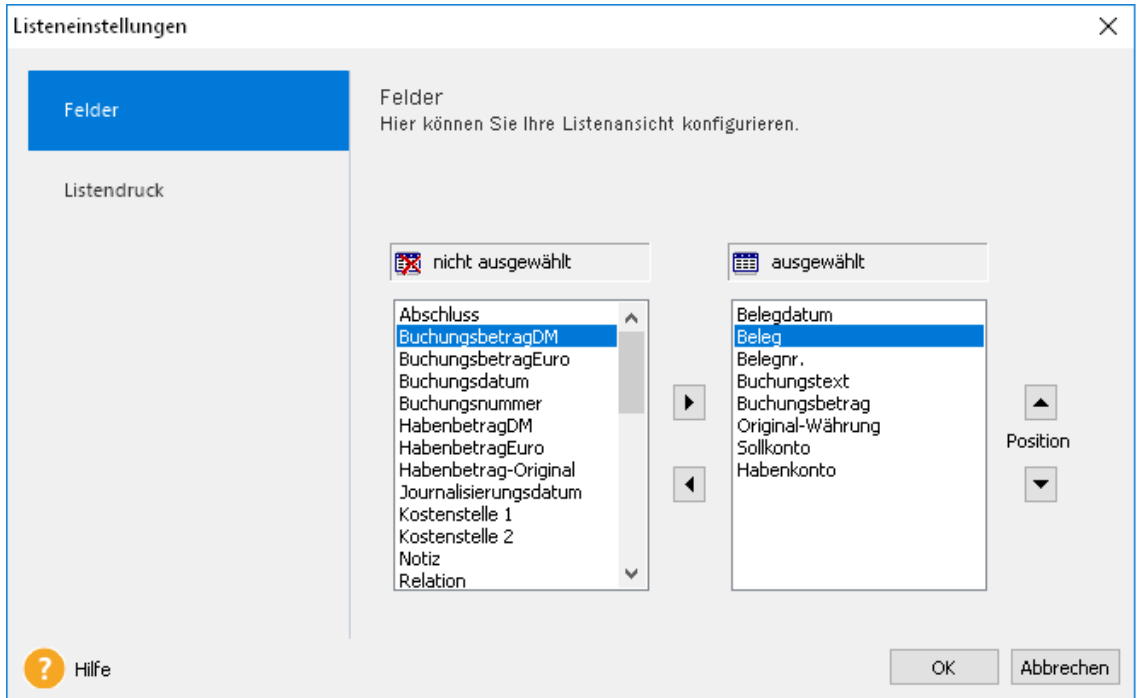 Listeneinstellungen
Felder
Listendruck
Felder
Hier können Sie Ihre Listenansicht konfigurieren.
nicht ausgewählt
Abschluss
BuchungsbetragDM
BuchungsbetragEuro
Buchungsdatum
Buchungsnummer
HabenbetragDM
HabenbetragEuro
Habenbetrag-Original
Journalisierungsdatum
Kostenstelle 1
Kostenstelle 2
Notiz
Relation
ausgewählt
Belegdatum
Beleg
Belegnr.
Buchungstext
Buchungsbetrag
Original-Währung
Sollkonto
Habenkonto
Position
? Hilfe
OK
Abbrechen